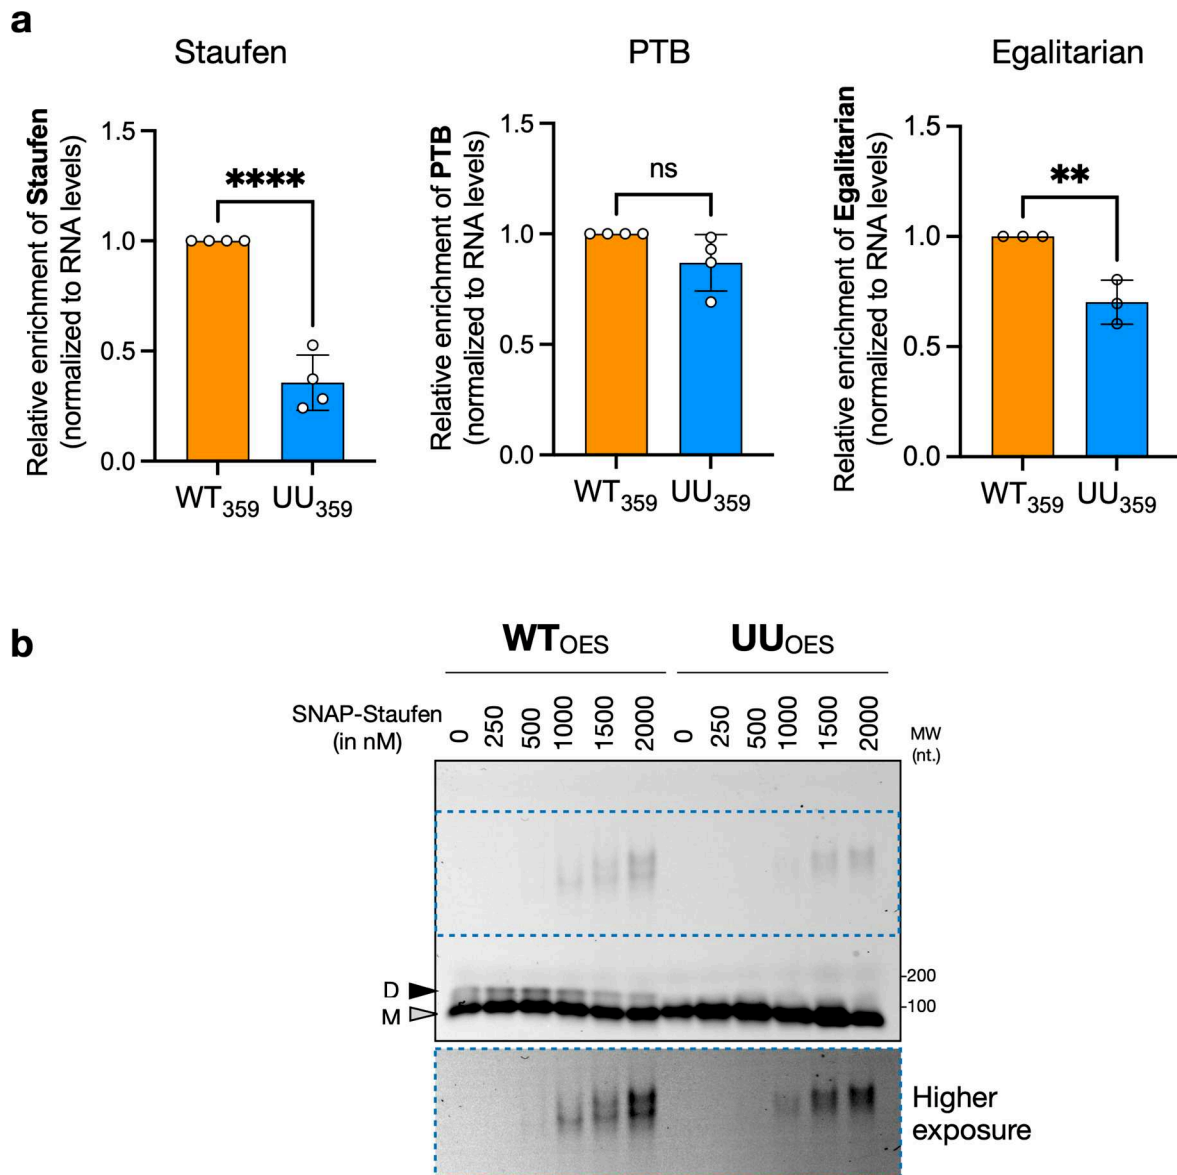 a
Staufen
PTB
Egalitarian
Relative enrichment of Staufen
(normalized to RNA levels)
1.5
1.0
0.5
0.0
****
WT359
UU359
Relative enrichment of PTB
(normalized to RNA levels)
1.5
1.0
0.5
0.0
ns
WT359
UU359
Relative enrichment of Egalitarian
(normalized to RNA levels)
1.5
1.0
0.5
0.0
**
WT359
UU359
b
WTOES
UUOES
SNAP-Staufen
(in nM)
0 250 500 1000 1500 2000 0 250 500 1000 1500 2000
MW
(nt.)
-200
-100
D
M
Higher
exposure